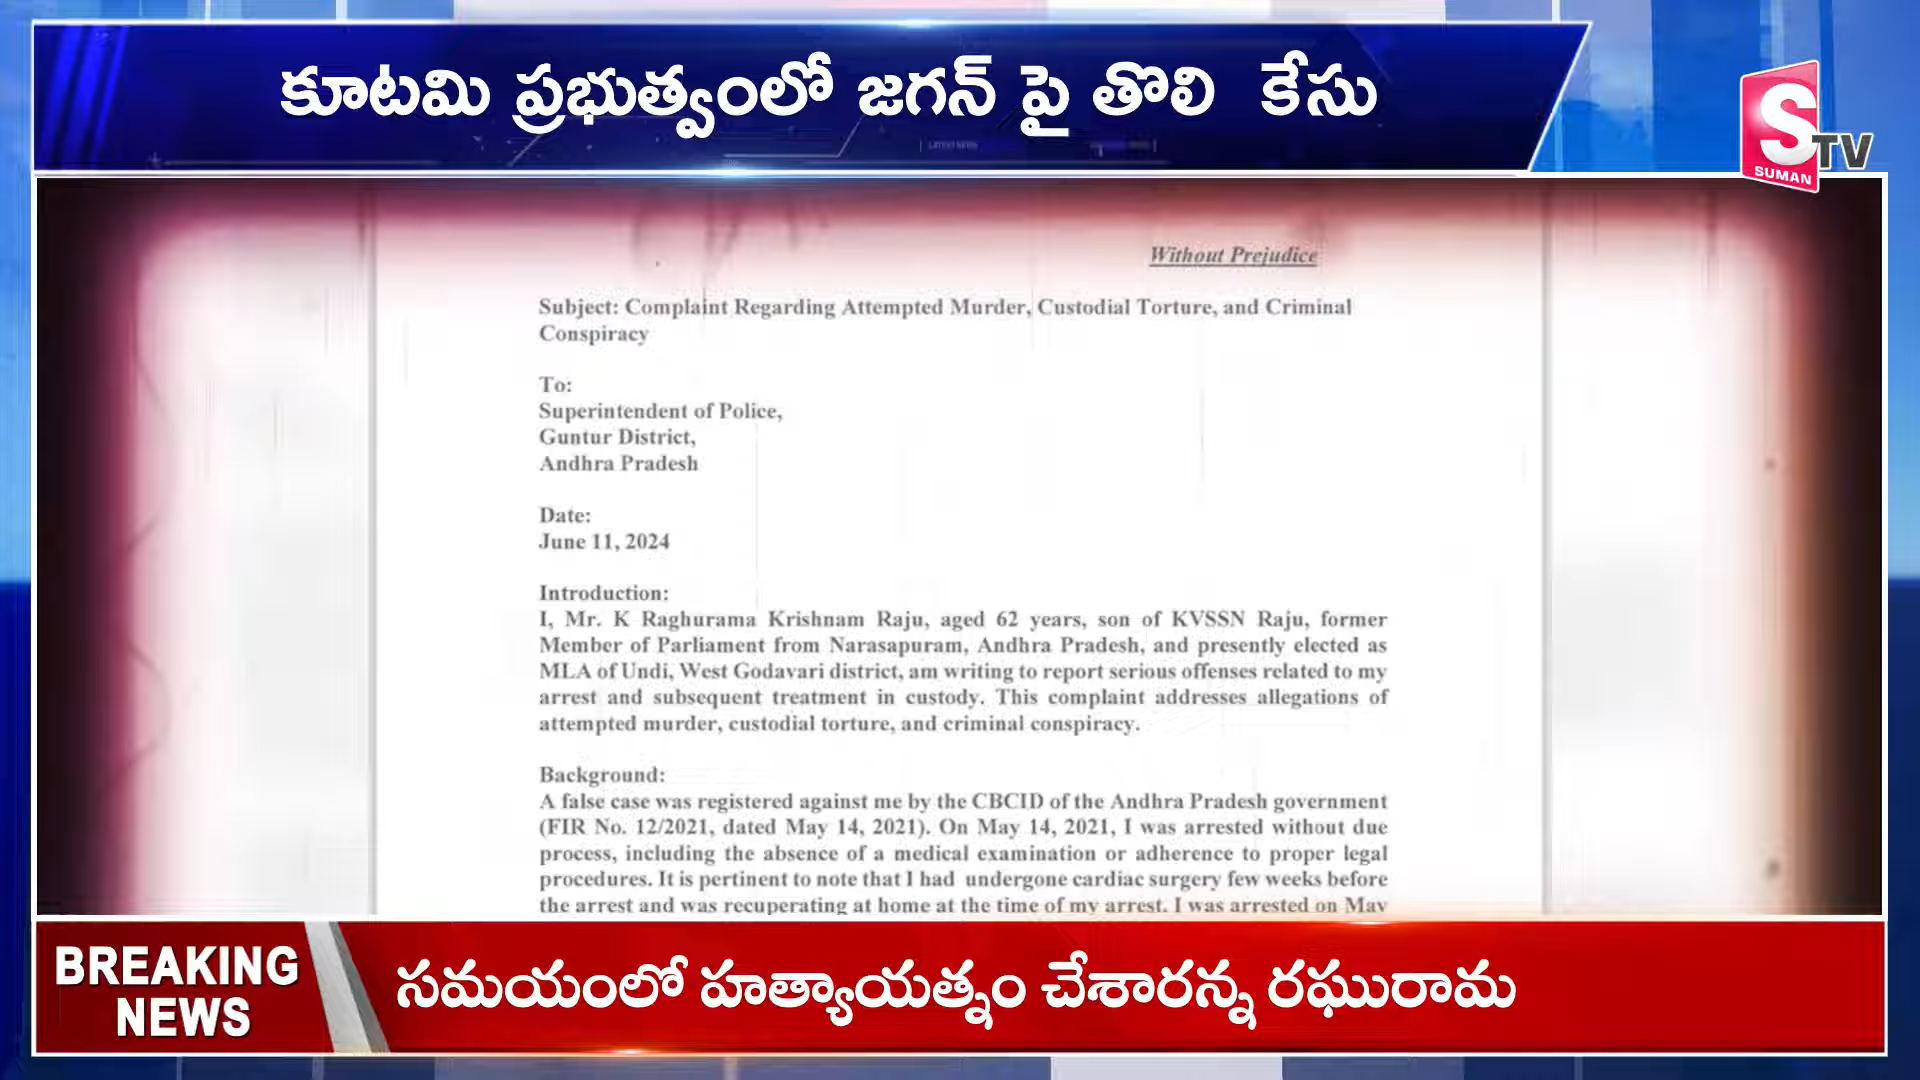 కూటమి ప్రభుత్వంలో జగన్ పై తొలి కేసు
S TV
SUMAN
LATEST NEWS
Without Prejudice
Subject: Complaint Regarding Attempted Murder, Custodial Torture, and Criminal
Conspiracy
To:
Superintendent of Police,
Guntur District,
Andhra Pradesh
Date:
June 11, 2024
Introduction:
I, Mr. K Raghurama Krishnam Raju, aged 62 years, son of KVSSN Raju, former
Member of Parliament from Narasapuram, Andhra Pradesh, and presently elected as
MLA of Undi, West Godavari district, am writing to report serious offenses related to my
arrest and subsequent treatment in custody. This complaint addresses allegations of
attempted murder, custodial torture, and criminal conspiracy.
Background:
A false case was registered against me by the CBCID of the Andhra Pradesh government
(FIR No. 12/2021, dated May 14, 2021). On May 14, 2021, I was arrested without due
process, including the absence of a medical examination or adherence to proper legal
procedures. It is pertinent to note that I had undergone cardiac surgery few weeks before
the arrest and was recuperating at home at the time of my arrest. I was arrested on May
BREAKING
NEWS
సమయంలో హత్యాయత్నం చేశారన్న రఘురామ